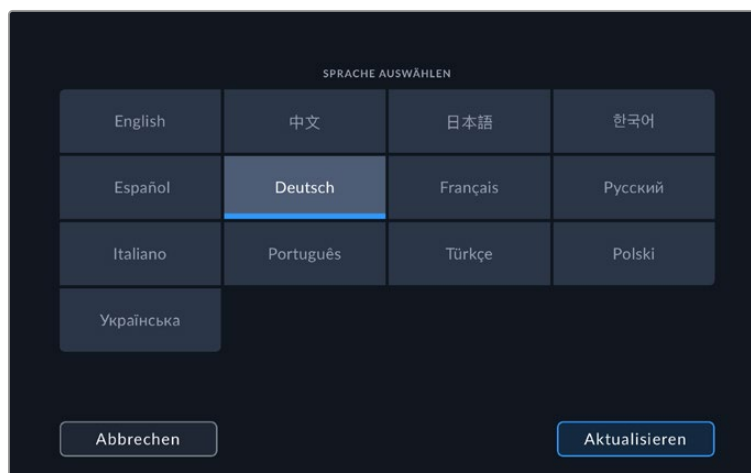 SPRACHE AUSWÄHLEN
English 中文 日本語 한국어
Español Deutsch Français Русский
Italiano Português Türkçe Polski
Українська
Abbrechen Aktualisieren